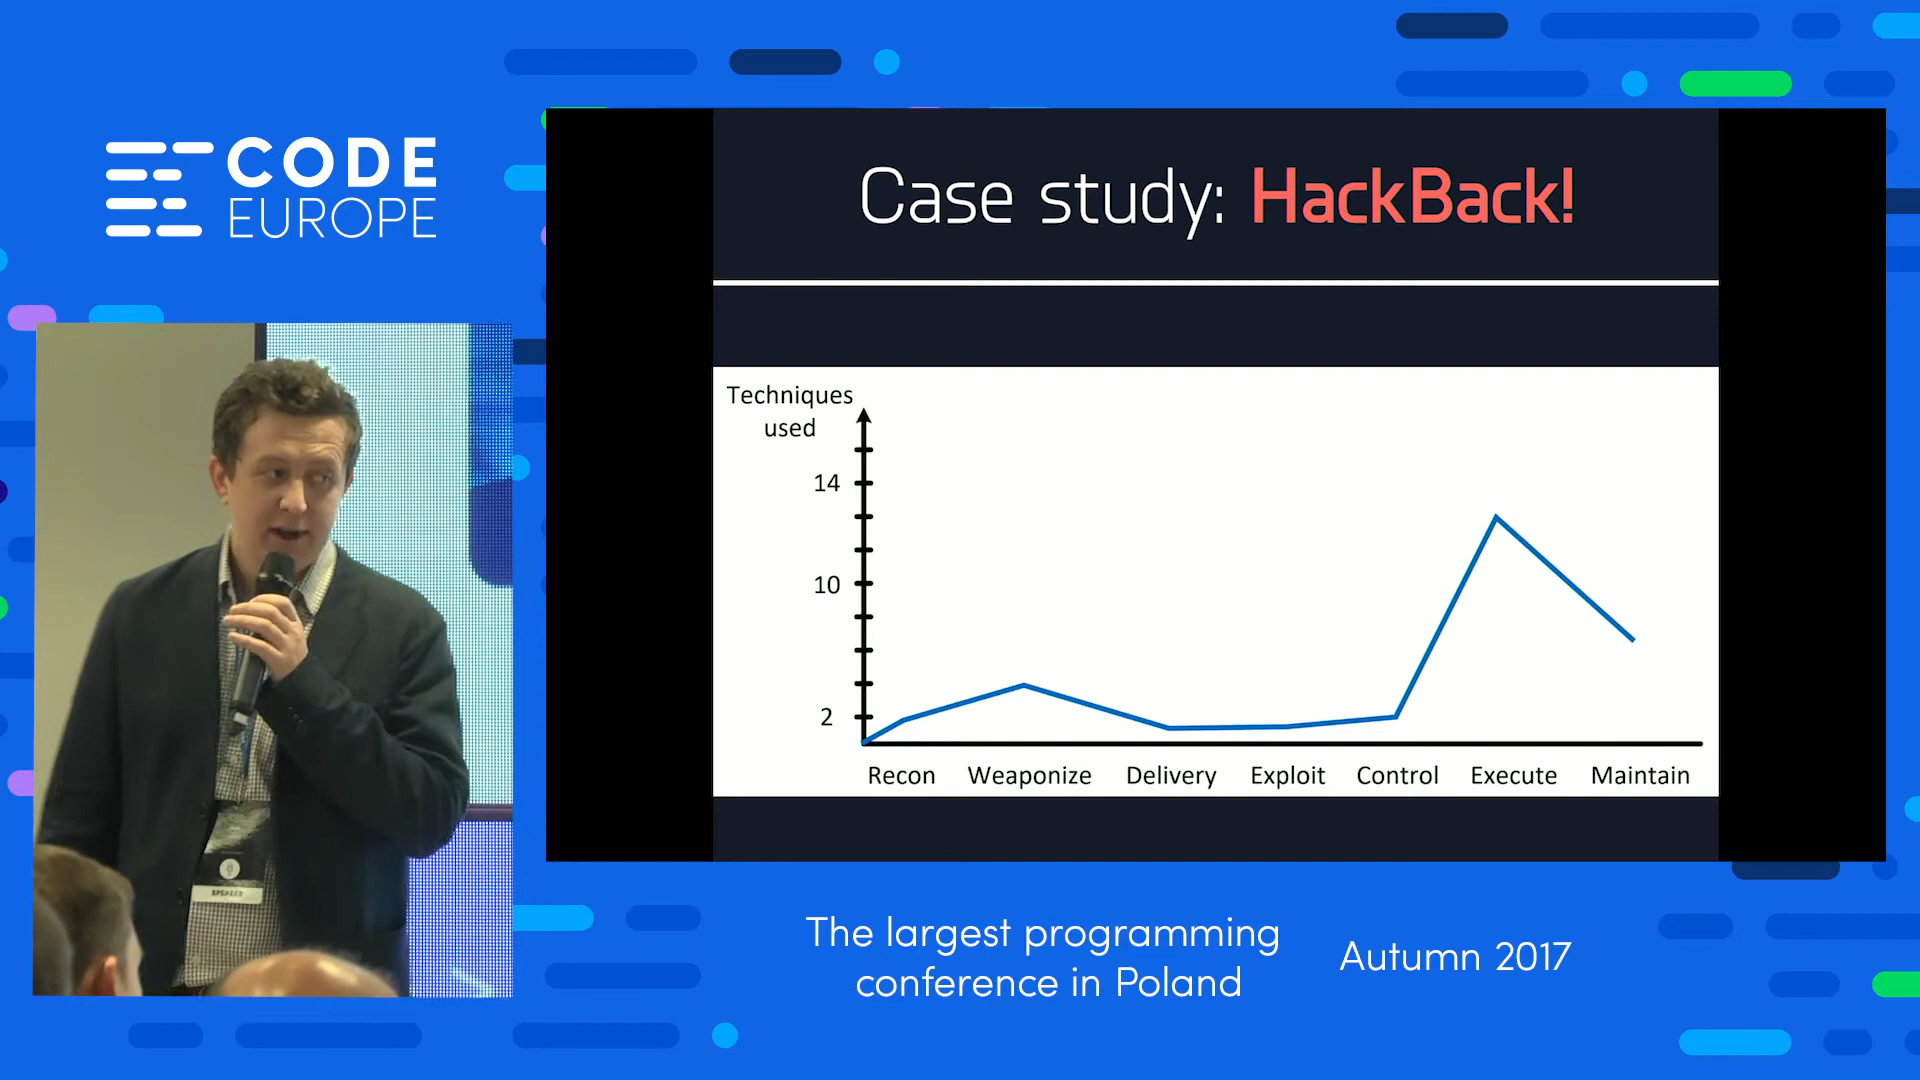 CODE
EUROPE
Case study: HackBack!
Techniques
used
14
10
2
Recon Weaponize Delivery Exploit Control Execute Maintain
SPEAKER
The largest programming
conference in Poland
Autumn 2017